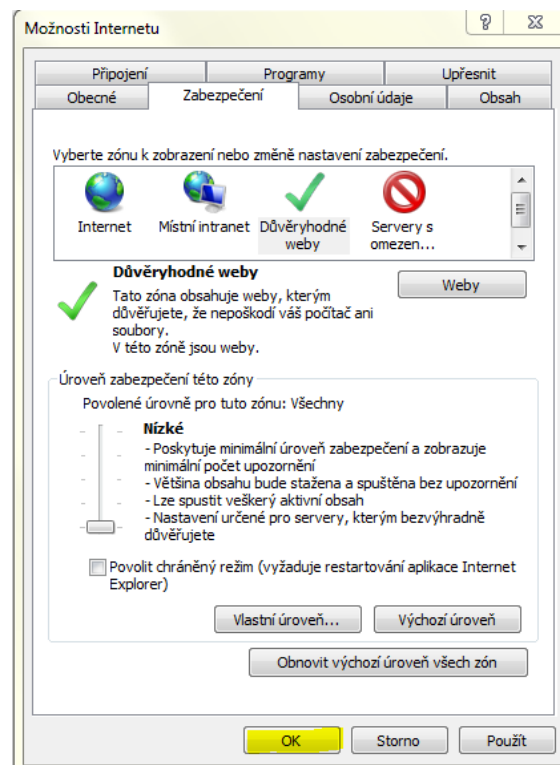 Možnosti Internetu
Připojení Programy Upřesnit
Obecné Zabezpečení Osobní údaje Obsah
Vyberte zónu k zobrazení nebo změně nastavení zabezpečení.
Internet Místní intranet Důvěryhodné weby Servery s omezen...
Důvěryhodné weby
Weby
Tato zóna obsahuje weby, kterým
důvěřujete, že nepoškodí váš počítač ani
soubory.
V této zóně jsou weby.
Úroveň zabezpečení této zóny
Povolené úrovně pro tuto zónu: Všechny
Nízké
- Poskytuje minimální úroveň zabezpečení a zobrazuje
minimální počet upozornění
- Většina obsahu bude stažena a spuštěna bez upozornění
- Lze spustit veškerý aktivní obsah
- Nastavení určené pro servery, kterým bezvýhradně
důvěřujete
Povolit chráněný režim (vyžaduje restartování aplikace Internet
Explorer)
Vlastní úroveň... Výchozí úroveň
Obnovit výchozí úroveň všech zón
OK Storno Použít